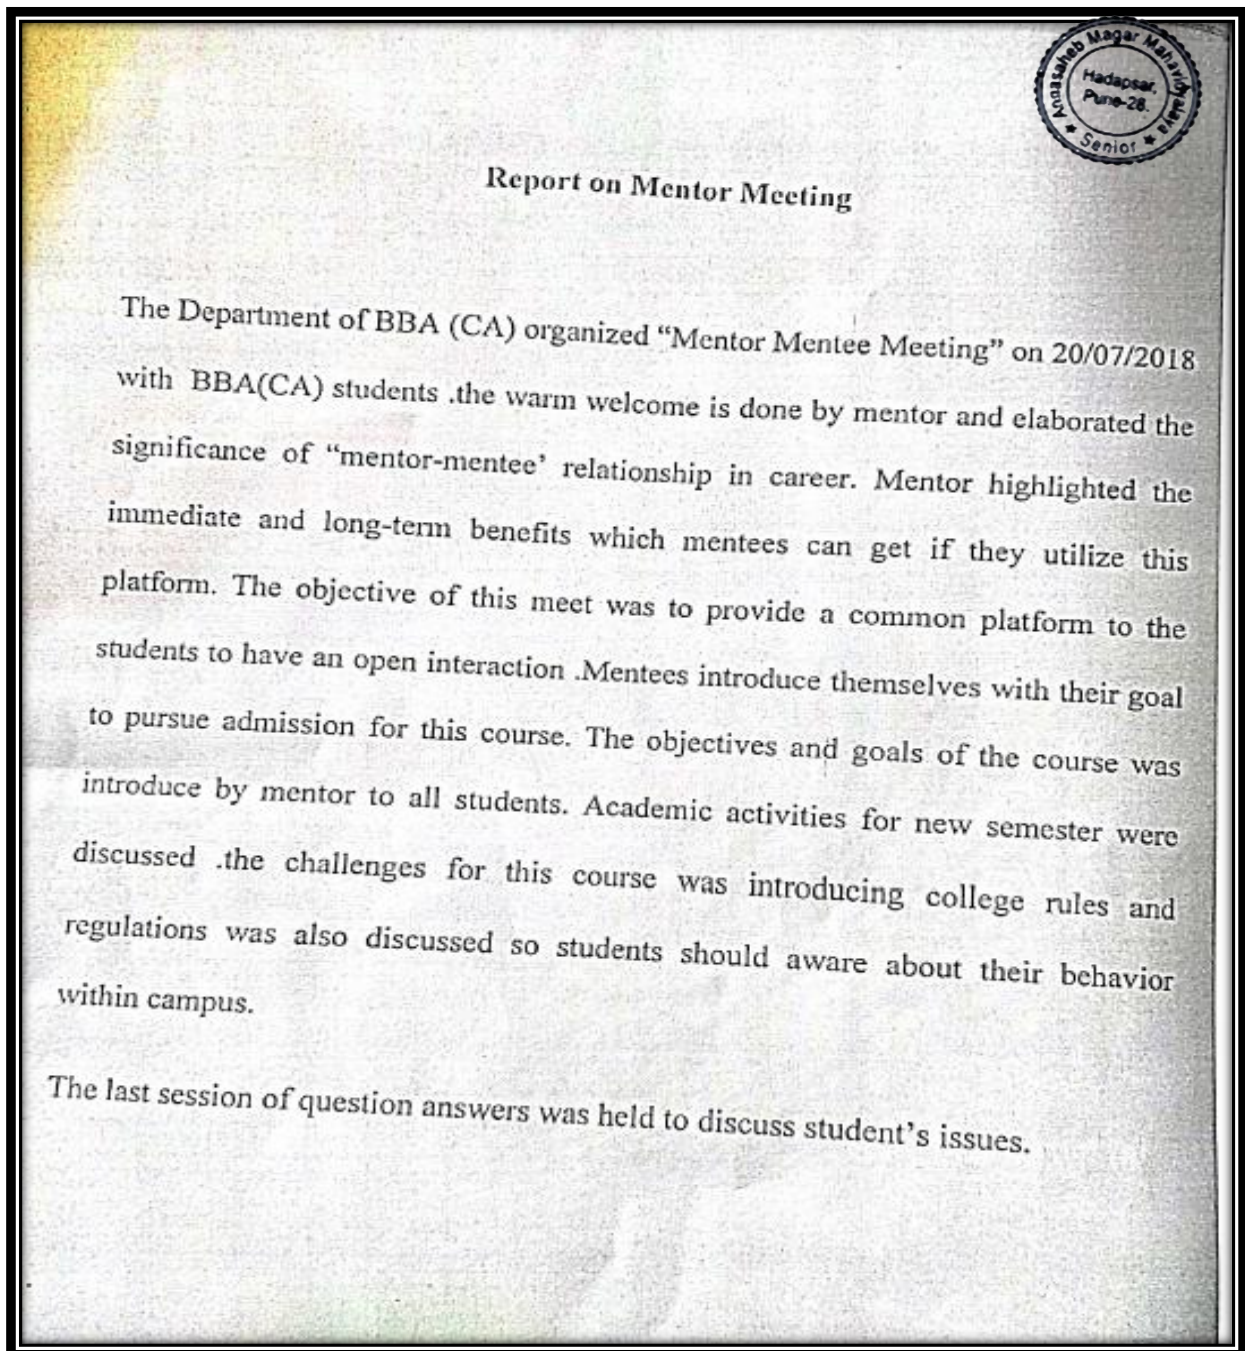 Annasaheb Magar Mahavidyalaya
Hadapsar,
Pune-28.
★ Senior ★
Report on Mentor Meeting
The Department of BBA (CA) organized “Mentor Mentee Meeting” on 20/07/2018
with BBA(CA) students .the warm welcome is done by mentor and elaborated the
significance of “mentor-mentee’ relationship in career. Mentor highlighted the
immediate and long-term benefits which mentees can get if they utilize this
platform. The objective of this meet was to provide a common platform to the
students to have an open interaction .Mentees introduce themselves with their goal
to pursue admission for this course. The objectives and goals of the course was
introduce by mentor to all students. Academic activities for new semester were
discussed .the challenges for this course was introducing college rules and
regulations was also discussed so students should aware about their behavior
within campus.
The last session of question answers was held to discuss student’s issues.